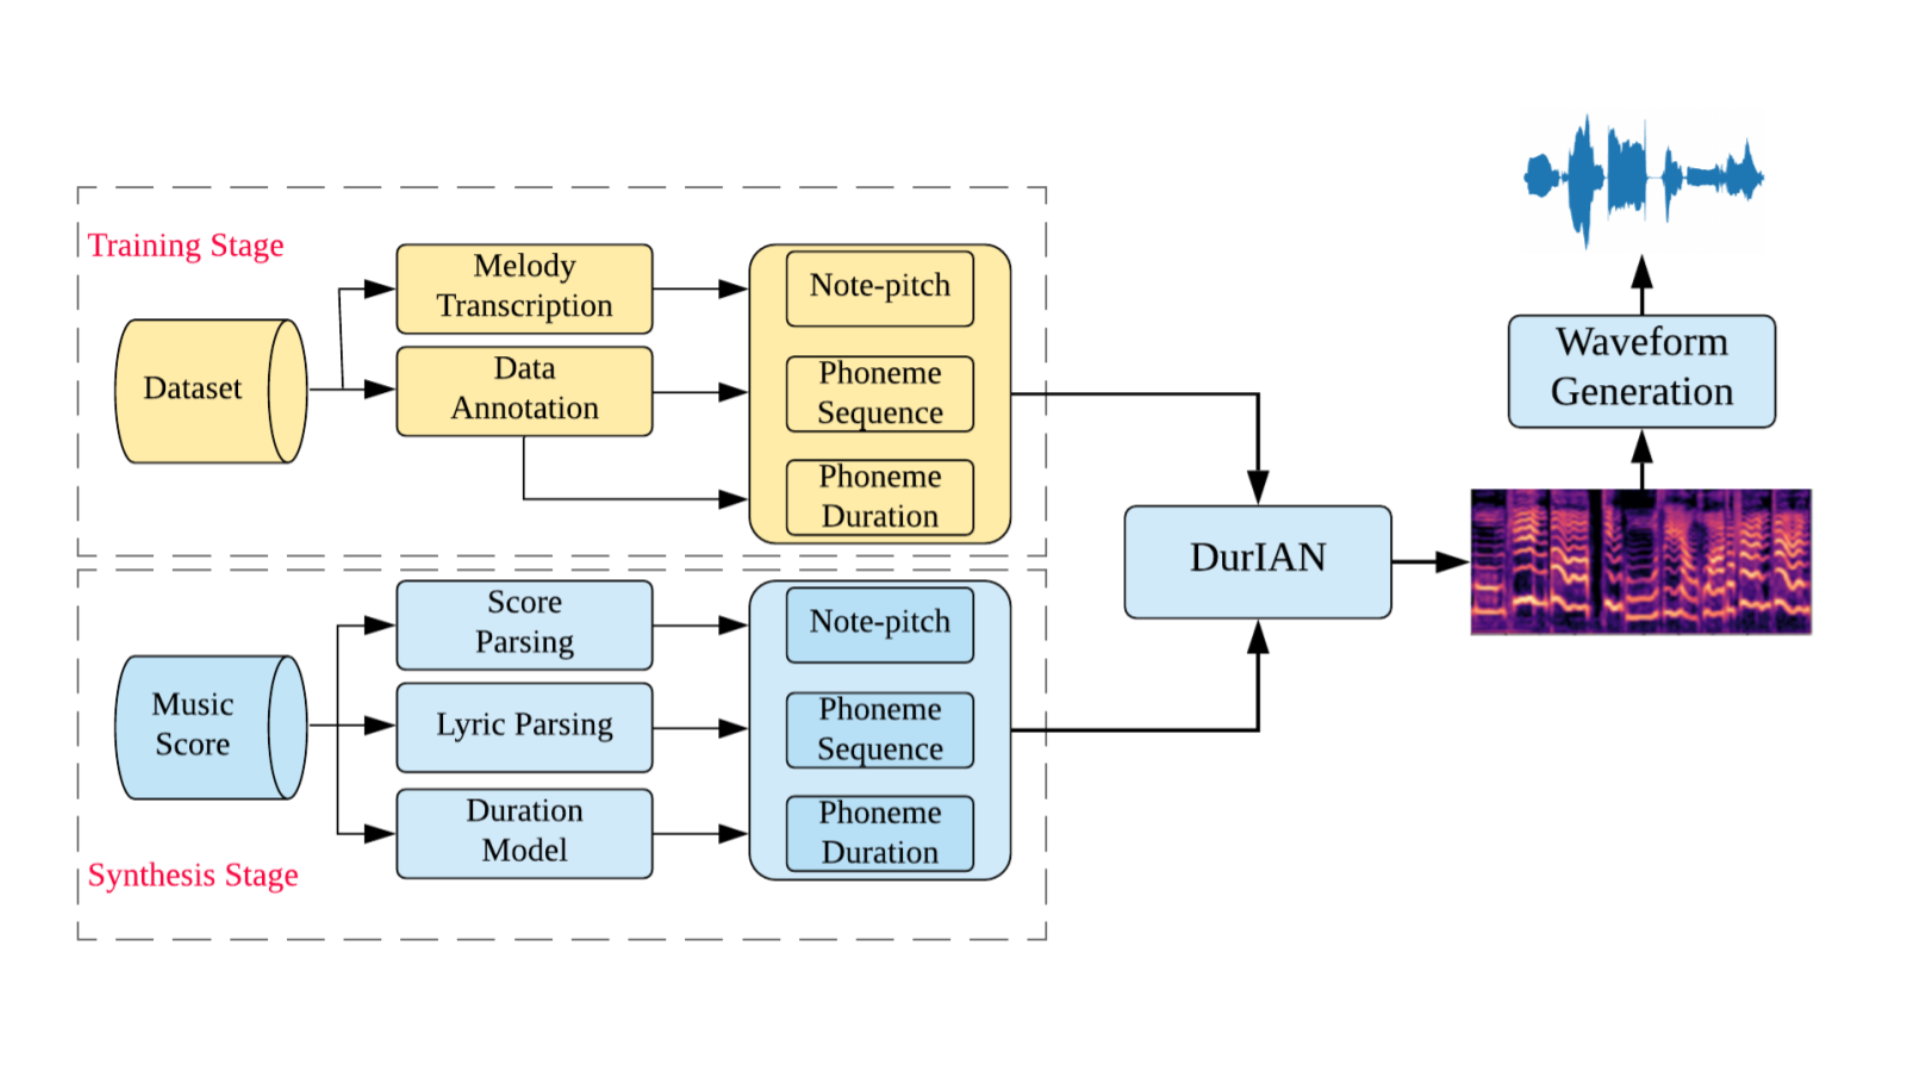 Training Stage
Dataset
Melody
Transcription
Data
Annotation
Note-pitch
Phoneme
Sequence
Phoneme
Duration
Music
Score
Score
Parsing
Lyric Parsing
Duration
Model
Note-pitch
Phoneme
Sequence
Phoneme
Duration
Synthesis Stage
DurIAN
Waveform
Generation